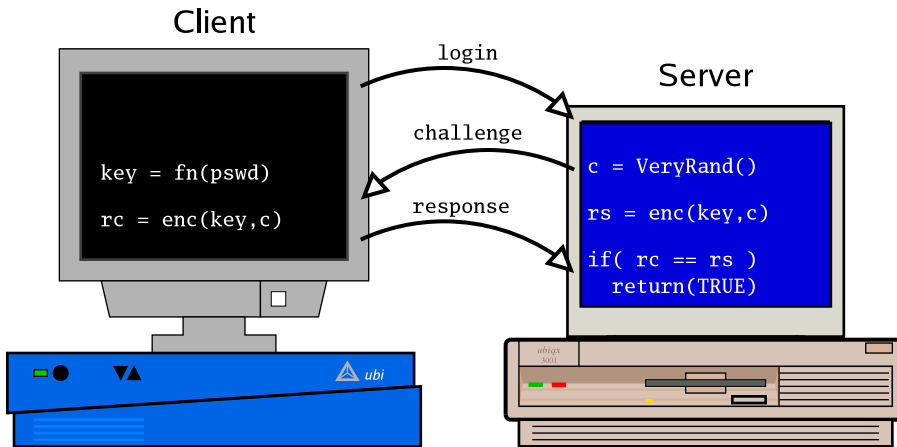 Client
login
Server
challenge
key = fn(pswd)
rc = enc(key,c)
response
c = VeryRand()
rs = enc(key,c)
if( rc == rs )
return(TRUE)
ubi
ubiqx
3001